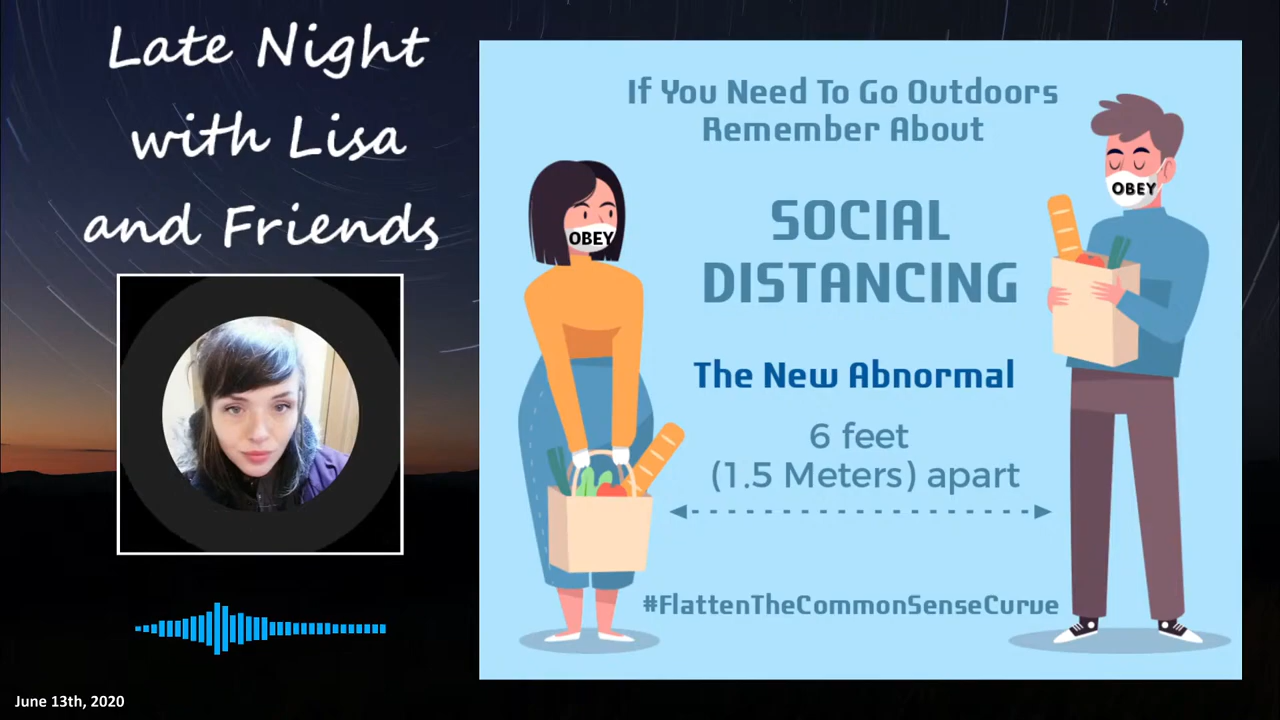 Late Night
with Lisa
and Friends
If You Need To Go Outdoors
Remember About
SOCIAL
DISTANCING
The New Abnormal
6 feet
(1.5 Meters) apart
#FlattenTheCommonSenseCurve
OBEY
OBEY
June 13th, 2020